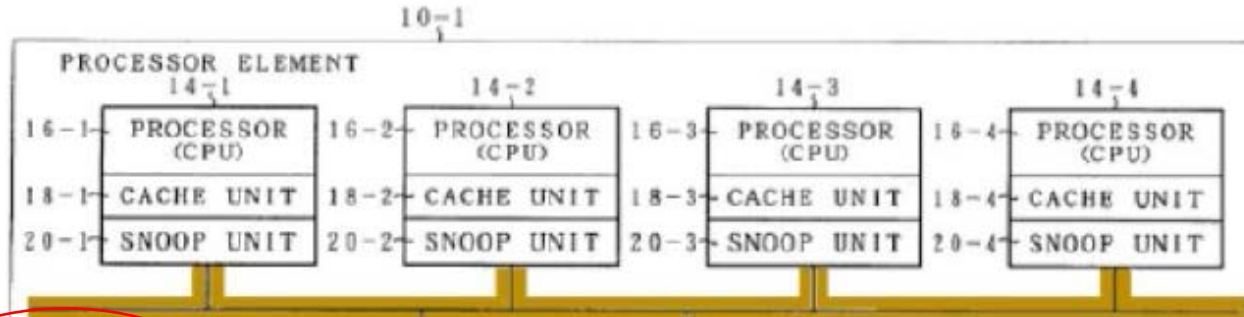 10-1
PROCESSOR ELEMENT
14-1 14-2 14-3 14-4
16-1 PROCESSOR (CPU) 16-2 PROCESSOR (CPU) 16-3 PROCESSOR (CPU) 16-4 PROCESSOR (CPU)
18-1 CACHE UNIT 18-2 CACHE UNIT 18-3 CACHE UNIT 18-4 CACHE UNIT
20-1 SNOOP UNIT 20-2 SNOOP UNIT 20-3 SNOOP UNIT 20-4 SNOOP UNIT